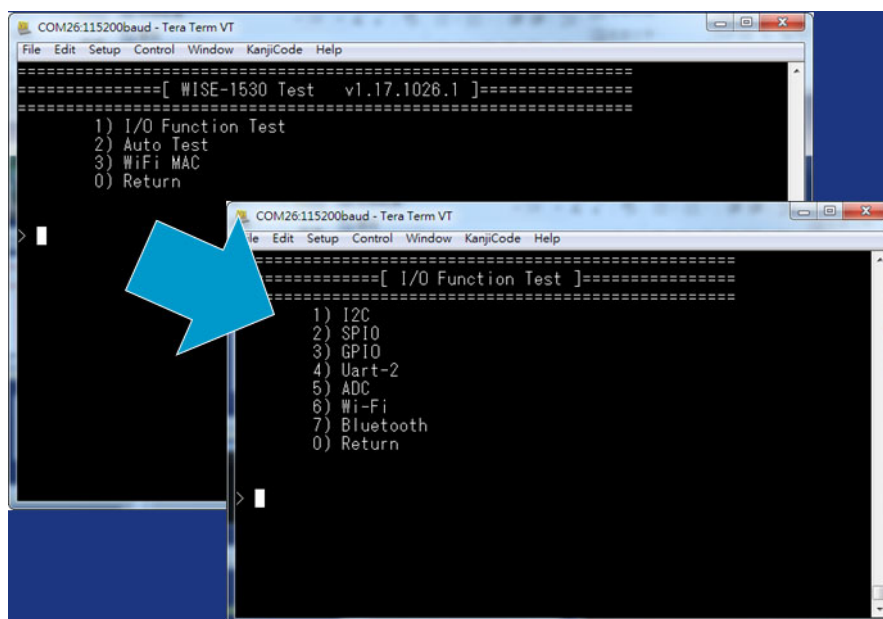 COM26:115200baud - Tera Term VT
File Edit Setup Control Window KanjiCode Help
=================================================================
===============[ WISE-1530 Test   v1.17.1026.1 ]================
=================================================================
1) I/O Function Test
2) Auto Test
3) WiFi MAC
0) Return
>
COM26:115200baud - Tera Term VT
Edit Setup Control Window KanjiCode Help
==================================================
============[ I/O Function Test ]================
==================================================
1) I2C
2) SPI0
3) GPIO
4) Uart-2
5) ADC
6) Wi-Fi
7) Bluetooth
0) Return
>